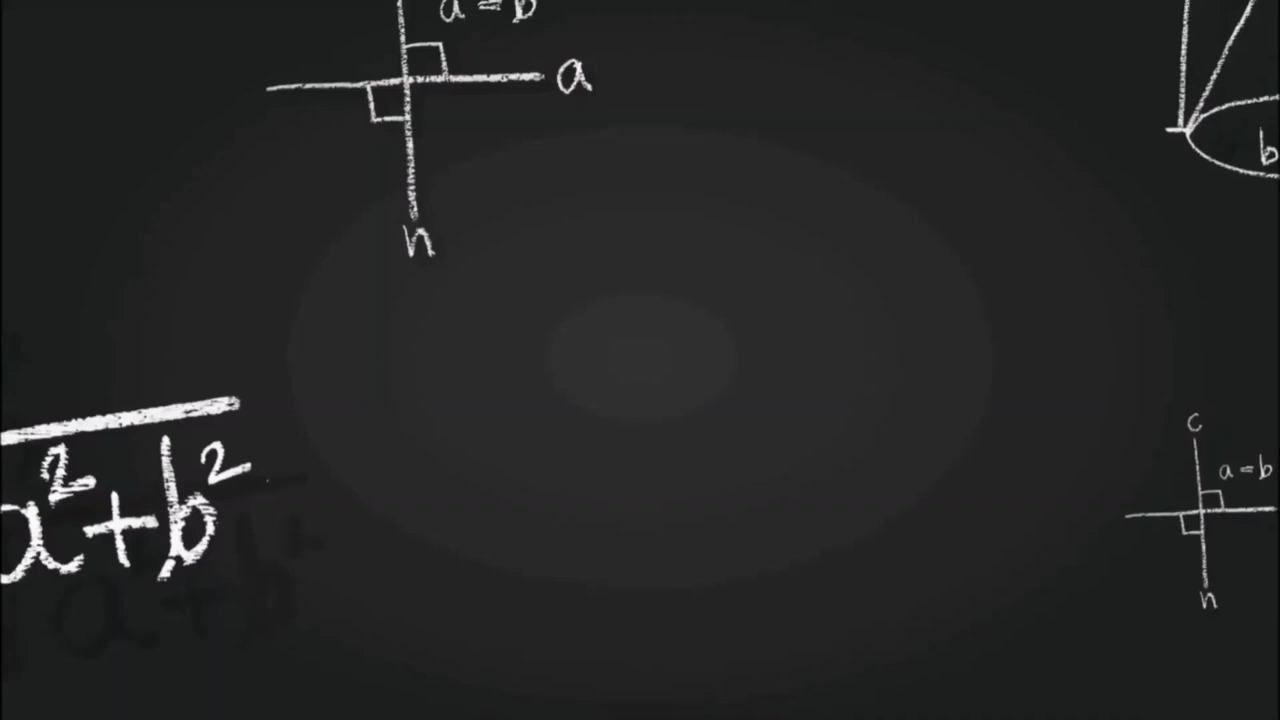 a = b
a
n
b
a²+b²
c
a = b
n